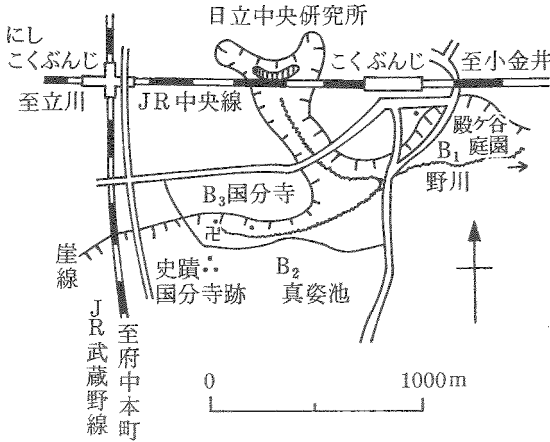 日立中央研究所
にし
こくぶんじ
こくぶんじ
至小金井
至立川
JR中央線
殿ケ谷
庭園
B₁
野川
B₃国分寺
卍
崖線
史蹟
国分寺跡
B₂
真姿池
JR武蔵野線
至府中本町
0
1000m